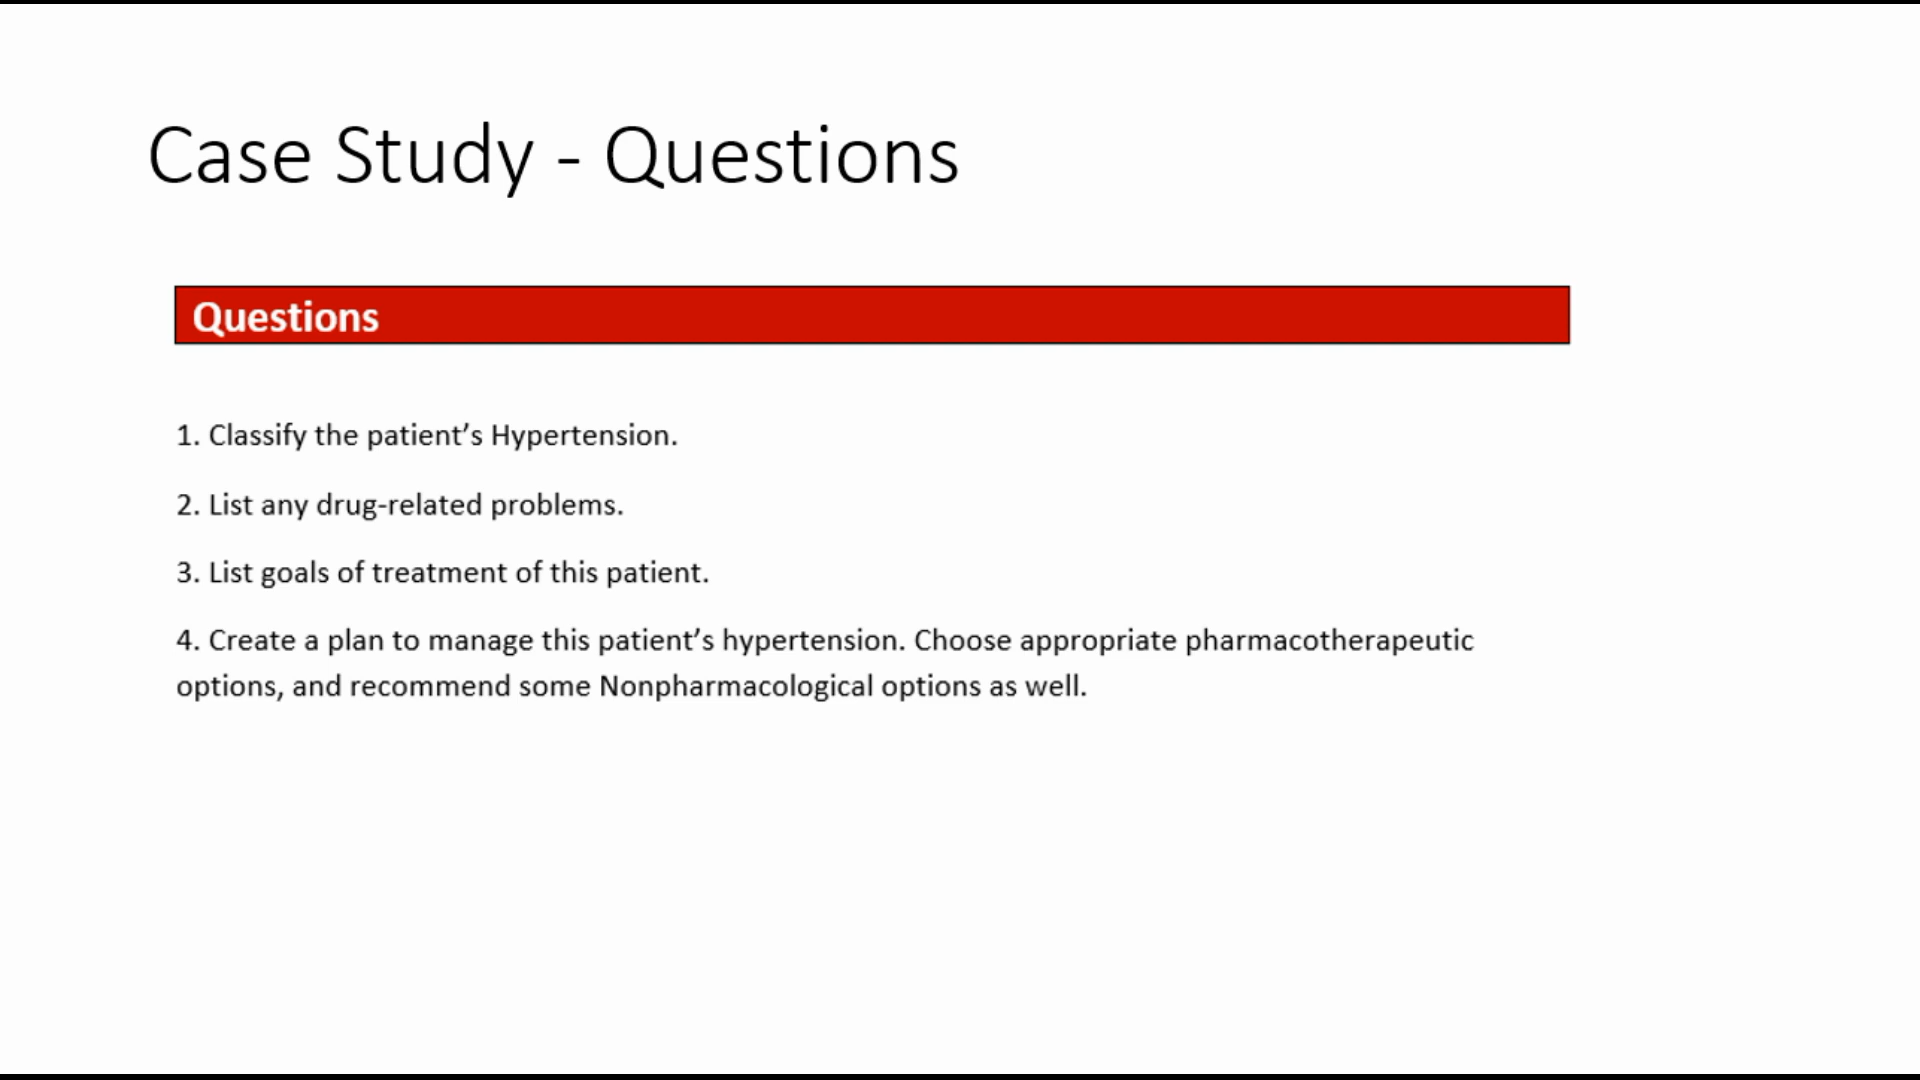 Case Study - Questions
Questions
1. Classify the patient’s Hypertension.
2. List any drug-related problems.
3. List goals of treatment of this patient.
4. Create a plan to manage this patient’s hypertension. Choose appropriate pharmacotherapeutic
options, and recommend some Nonpharmacological options as well.